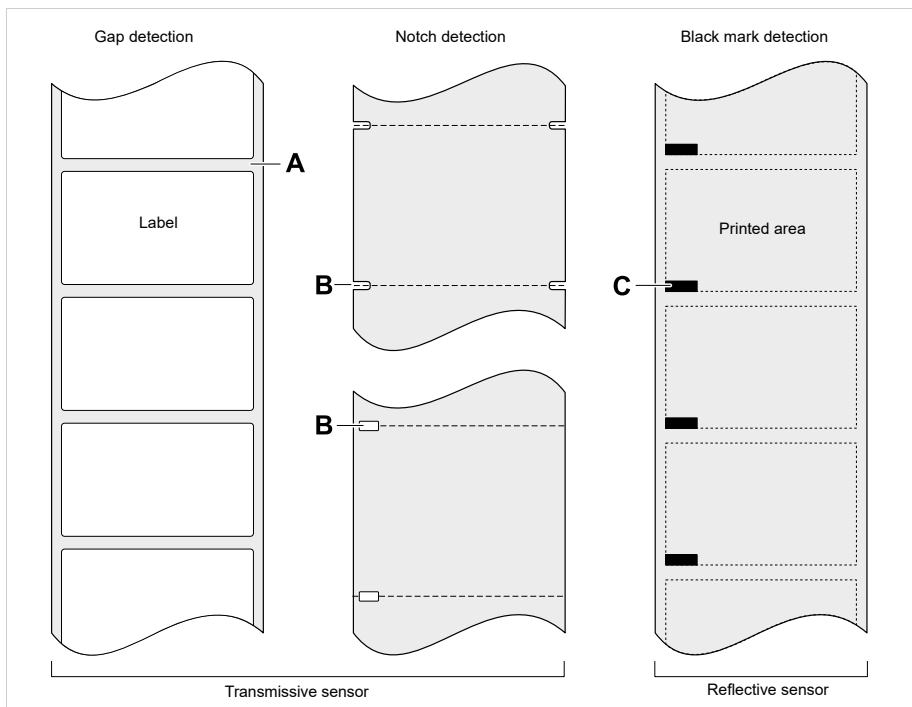 Gap detection
Notch detection
Black mark detection
A
Label
Printed area
B
C
B
Transmissive sensor
Reflective sensor